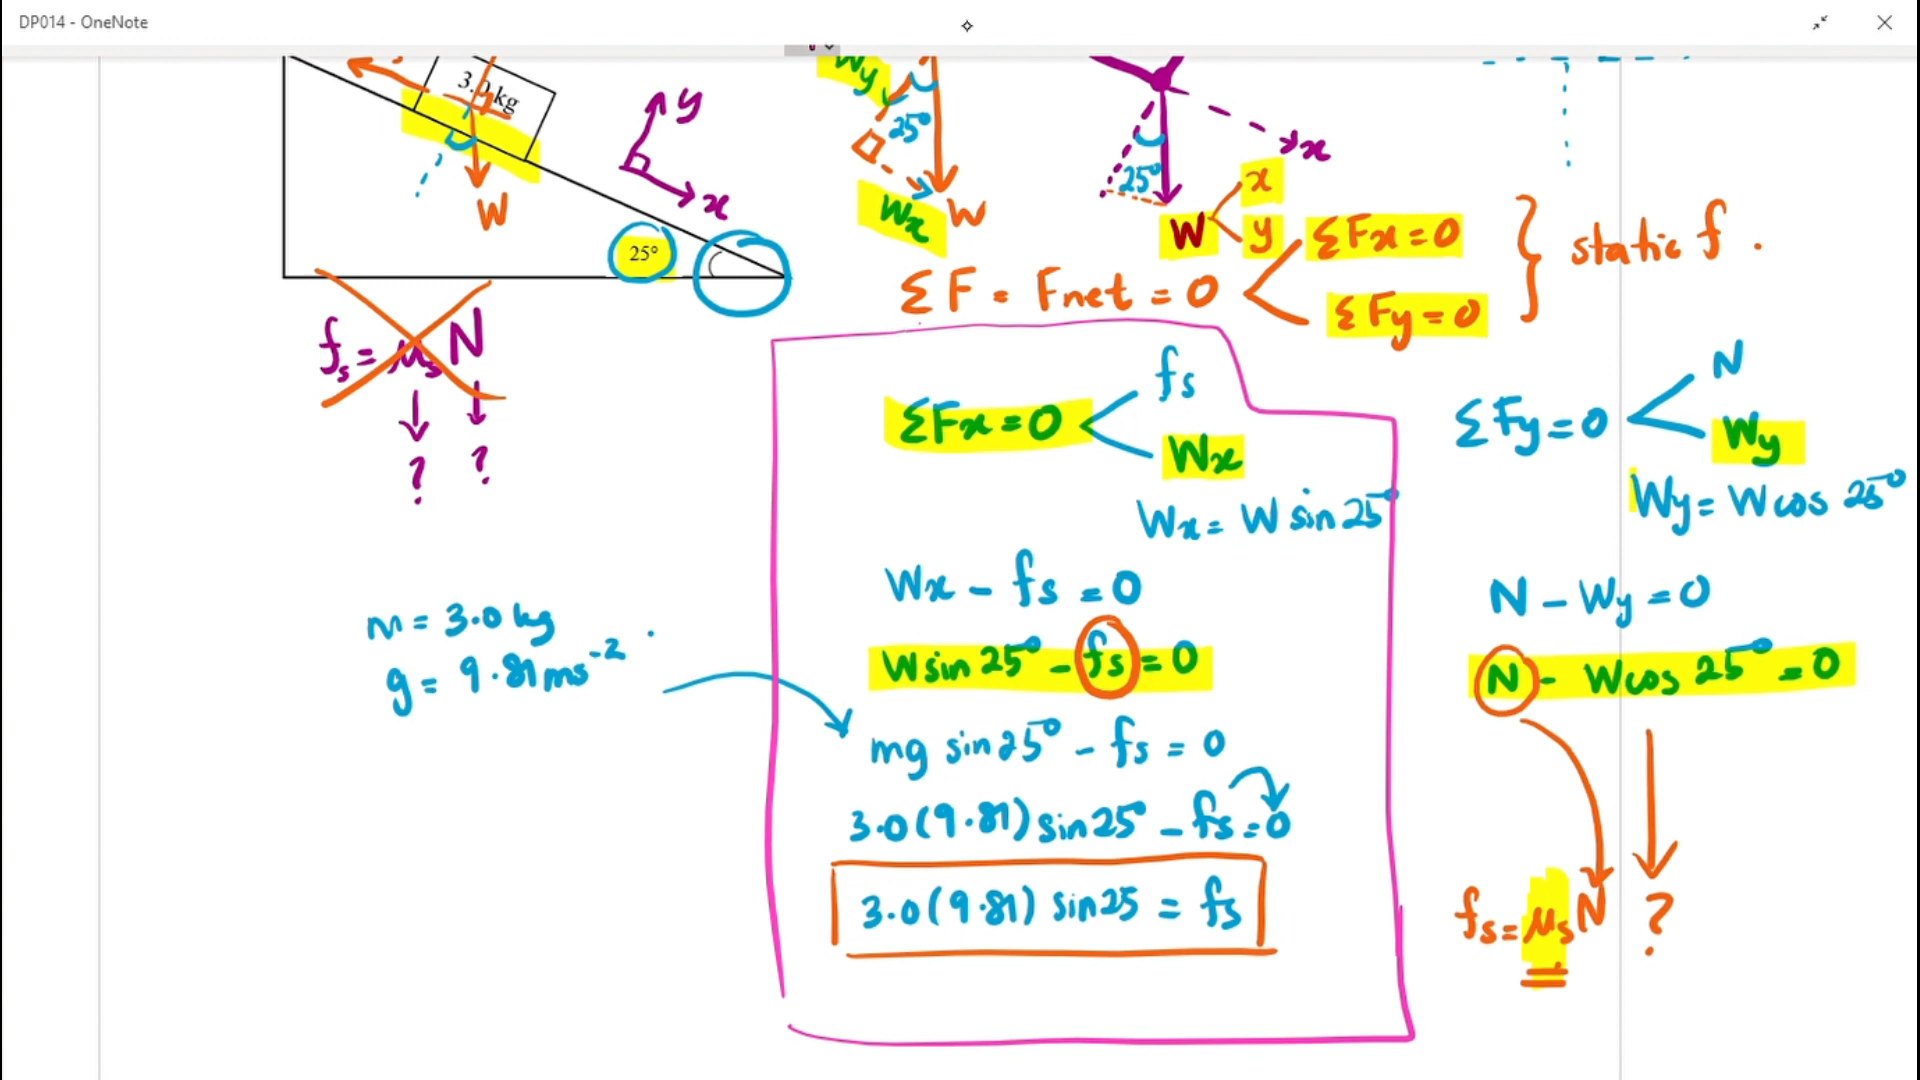 DP014 - OneNote
3.0 kg
W
25°
y
x
Wy
25°
Wx
W
x
25°
W
x
y
ΣF = Fnet = 0
ΣFx = 0
ΣFy = 0
static f .
fs = μs N
?
?
m = 3.0 kg
g = 9.81 ms-2
ΣFx = 0
fs
Wx
Wx = W sin 25°
Wx - fs = 0
W sin 25° - fs = 0
mg sin 25° - fs = 0
3.0 (9.81) sin 25° - fs = 0
3.0 (9.81) sin 25 = fs
ΣFy = 0
N
Wy
Wy = W cos 25°
N - Wy = 0
N - W cos 25° = 0
fs = μs N
?